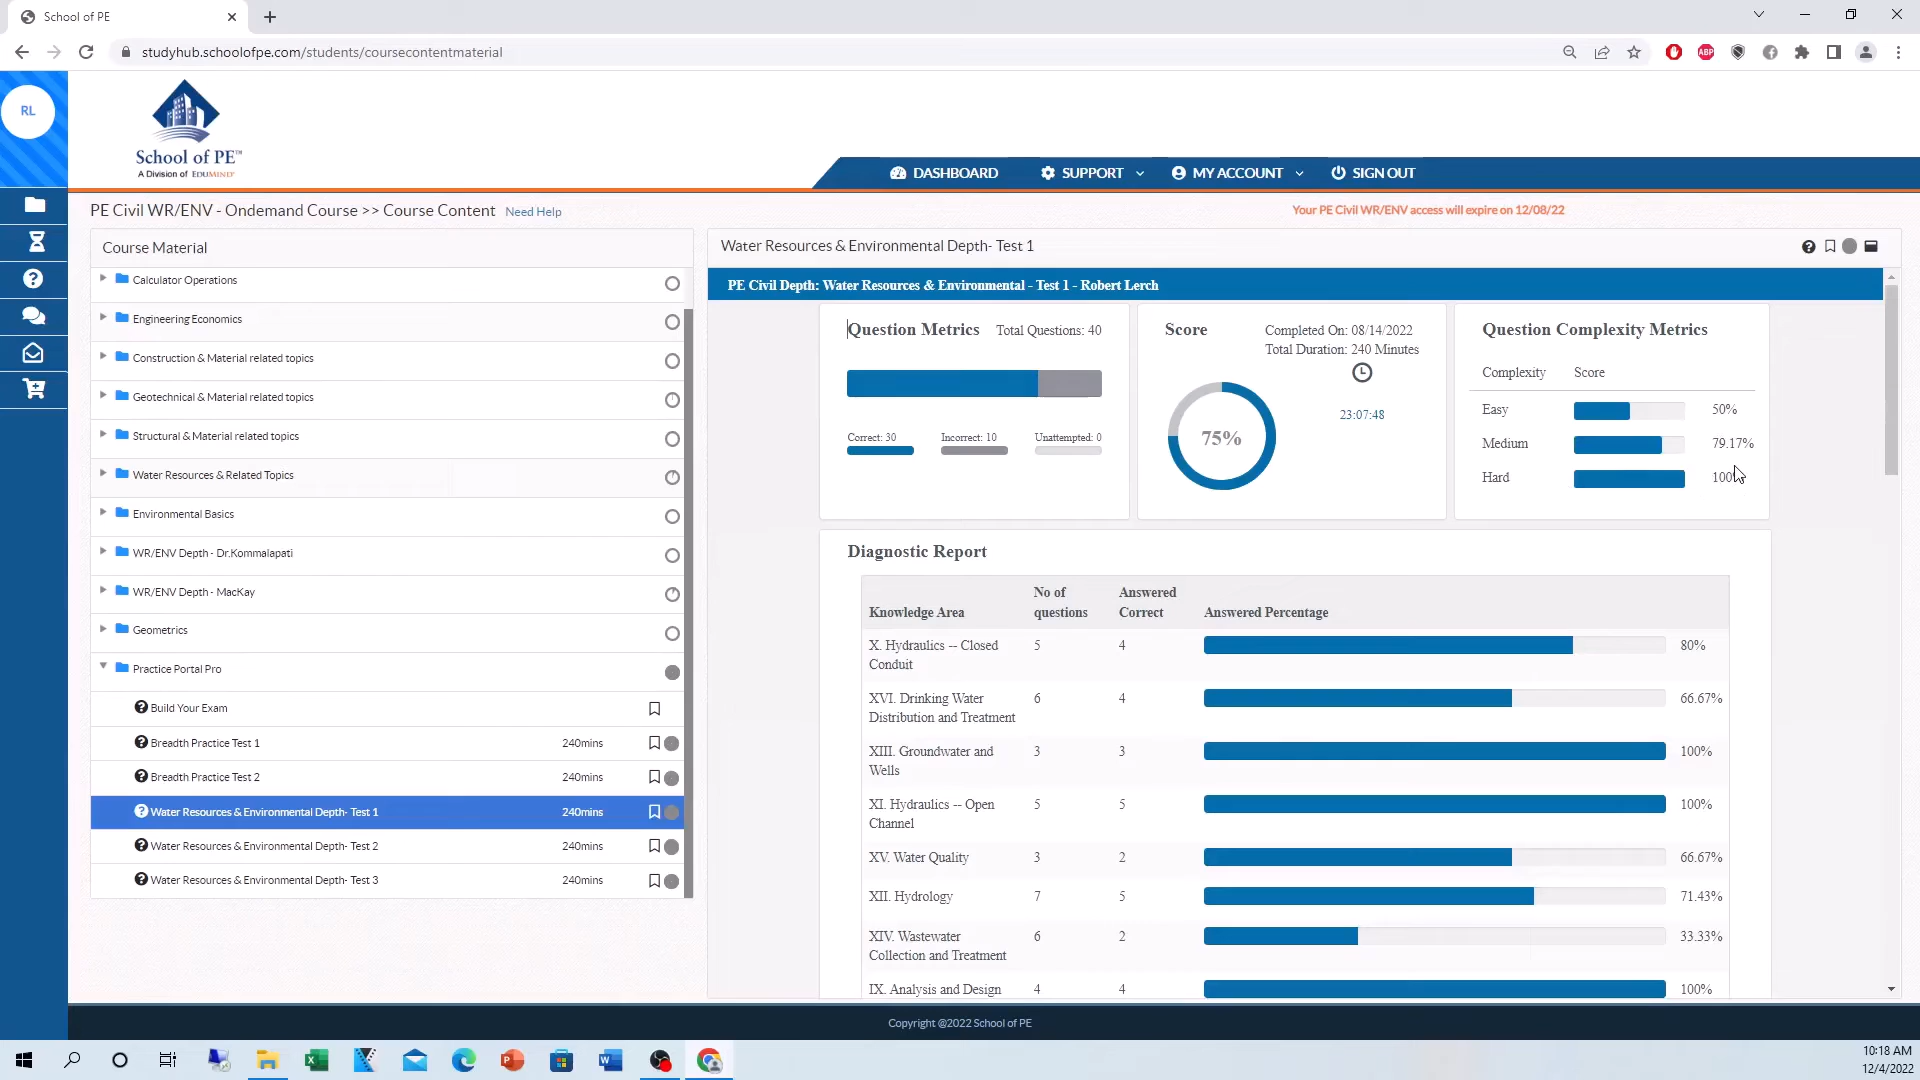 School of PE
studyhub.schoolofpe.com/students/coursecontentmaterial
ABP
RL
School of PE™
A Division of EDUMIND
DASHBOARD
SUPPORT
MY ACCOUNT
SIGN OUT
PE Civil WR/ENV - Ondemand Course >> Course Content
Need Help
Your PE Civil WR/ENV access will expire on 12/08/22
Course Material
Calculator Operations
Engineering Economics
Construction & Material related topics
Geotechnical & Material related topics
Structural & Material related topics
Water Resources & Related Topics
Environmental Basics
WR/ENV Depth - Dr.Kommalapati
WR/ENV Depth - MacKay
Geometrics
Practice Portal Pro
Build Your Exam
Breadth Practice Test 1 240mins
Breadth Practice Test 2 240mins
Water Resources & Environmental Depth- Test 1 240mins
Water Resources & Environmental Depth- Test 2 240mins
Water Resources & Environmental Depth- Test 3 240mins
Water Resources & Environmental Depth- Test 1
PE Civil Depth: Water Resources & Environmental - Test 1 - Robert Lerch
Question Metrics Total Questions: 40
Correct: 30 Incorrect: 10 Unattempted: 0
Score
Completed On: 08/14/2022
Total Duration: 240 Minutes
23:07:48
75%
Question Complexity Metrics
Complexity Score
Easy 50%
Medium 79.17%
Hard 100
Diagnostic Report
Knowledge Area
No of questions
Answered Correct
Answered Percentage
X. Hydraulics -- Closed 5 4 80%
Conduit
XVI. Drinking Water 6 4 66.67%
Distribution and Treatment
XIII. Groundwater and 3 3 100%
Wells
XI. Hydraulics -- Open 5 5 100%
Channel
XV. Water Quality 3 2 66.67%
XII. Hydrology 7 5 71.43%
XIV. Wastewater 6 2 33.33%
Collection and Treatment
IX. Analysis and Design 4 4 100%
Copyright @2022 School of PE
10:18 AM
12/4/2022